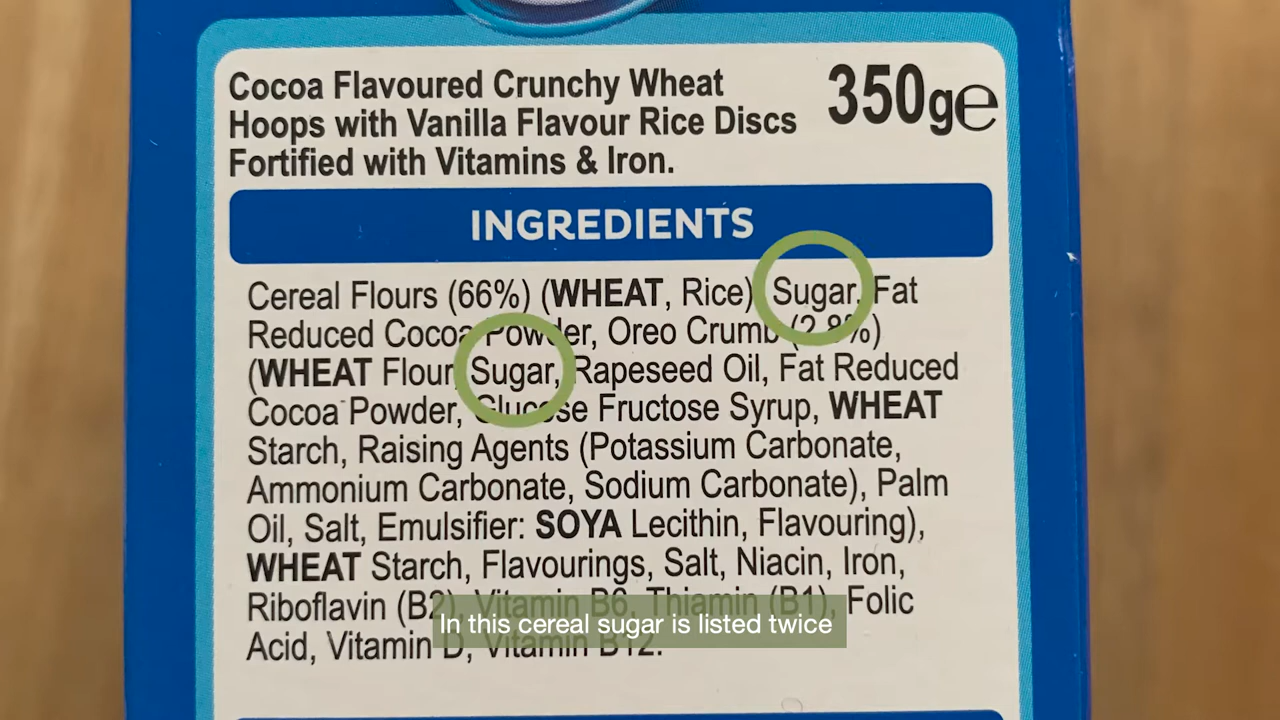 Cocoa Flavoured Crunchy Wheat
Hoops with Vanilla Flavour Rice Discs
Fortified with Vitamins & Iron.
350g℮
INGREDIENTS
Cereal Flours (66%) (WHEAT, Rice) Sugar, Fat
Reduced Cocoa Powder, Oreo Crumb (2.8%)
(WHEAT Flour, Sugar, Rapeseed Oil, Fat Reduced
Cocoa Powder, Glucose Fructose Syrup, WHEAT
Starch, Raising Agents (Potassium Carbonate,
Ammonium Carbonate, Sodium Carbonate), Palm
Oil, Salt, Emulsifier: SOYA Lecithin, Flavouring),
WHEAT Starch, Flavourings, Salt, Niacin, Iron,
Riboflavin (B2), Vitamin B6, Thiamin (B1), Folic
Acid, Vitamin D, Vitamin B12.
In this cereal sugar is listed twice